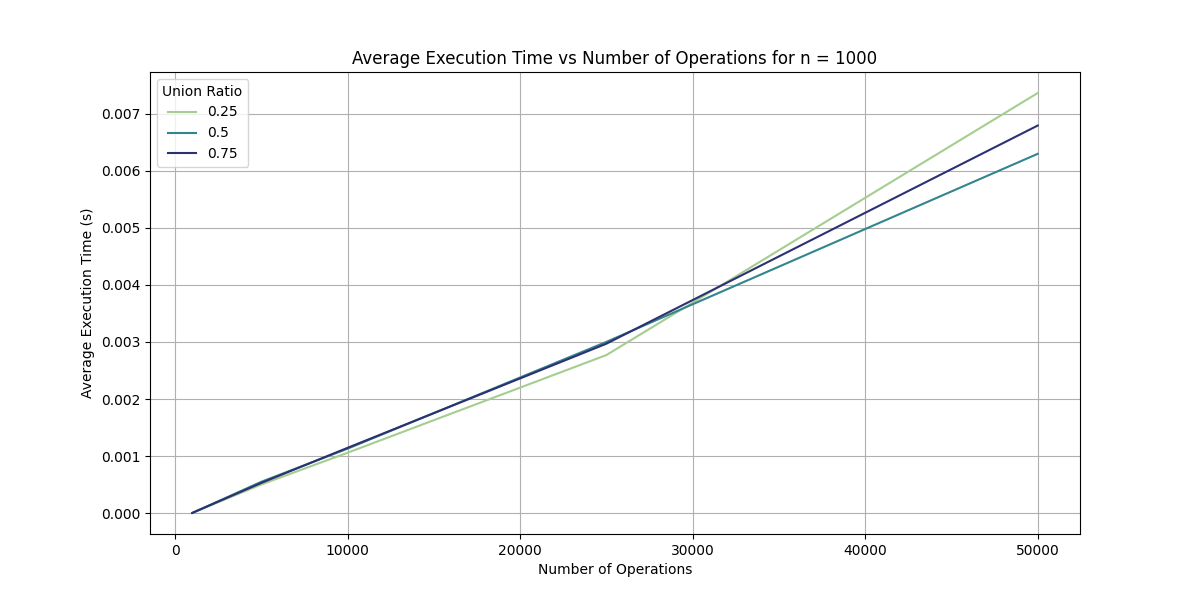 Average Execution Time vs Number of Operations for n = 1000
Union Ratio
0.25
0.5
0.75
Average Execution Time (s)
0.007
0.006
0.005
0.004
0.003
0.002
0.001
0.000
0 10000 20000 30000 40000 50000
Number of Operations